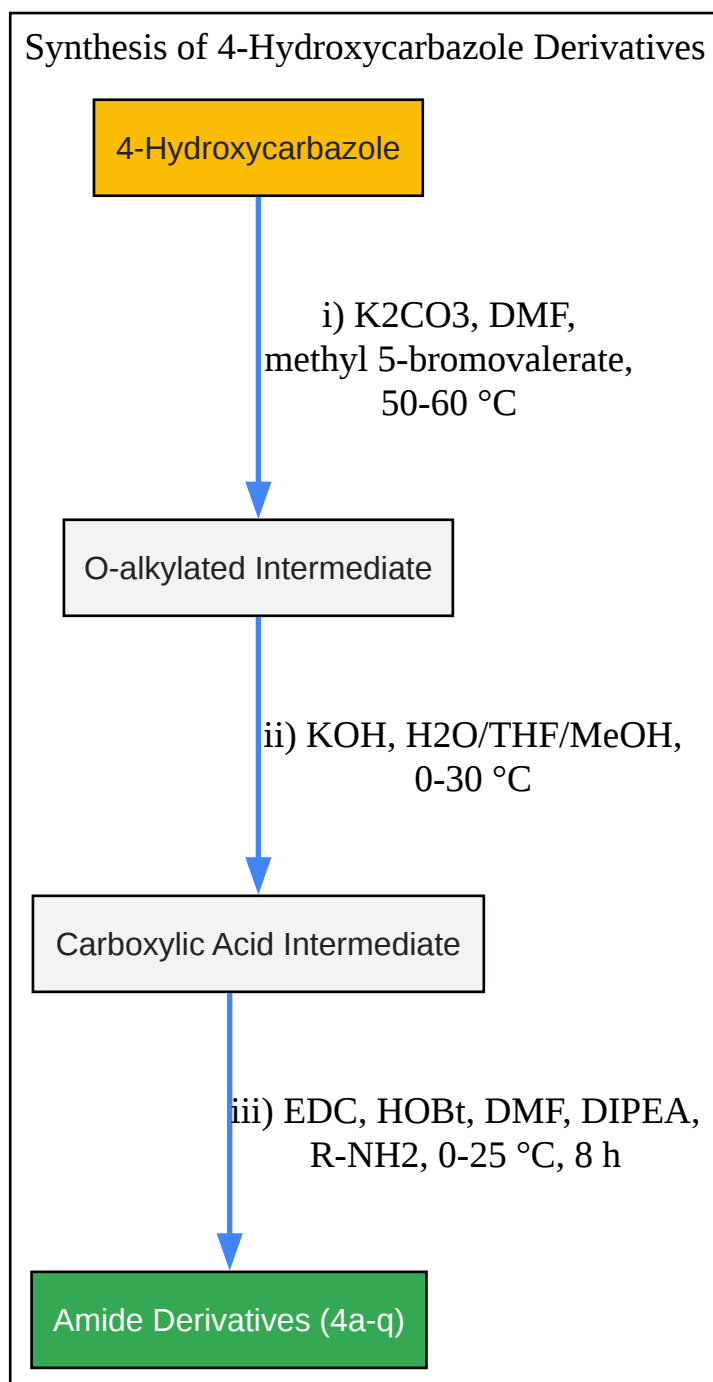 Synthesis of 4-Hydroxycarbazole Derivatives
4-Hydroxycarbazole
i) K2CO3, DMF,
methyl 5-bromovalerate,
50-60 °C
O-alkylated Intermediate
ii) KOH, H2O/THF/MeOH,
0-30 °C
Carboxylic Acid Intermediate
iii) EDC, HOBt, DMF, DIPEA,
R-NH2, 0-25 °C, 8 h
Amide Derivatives (4a-q)